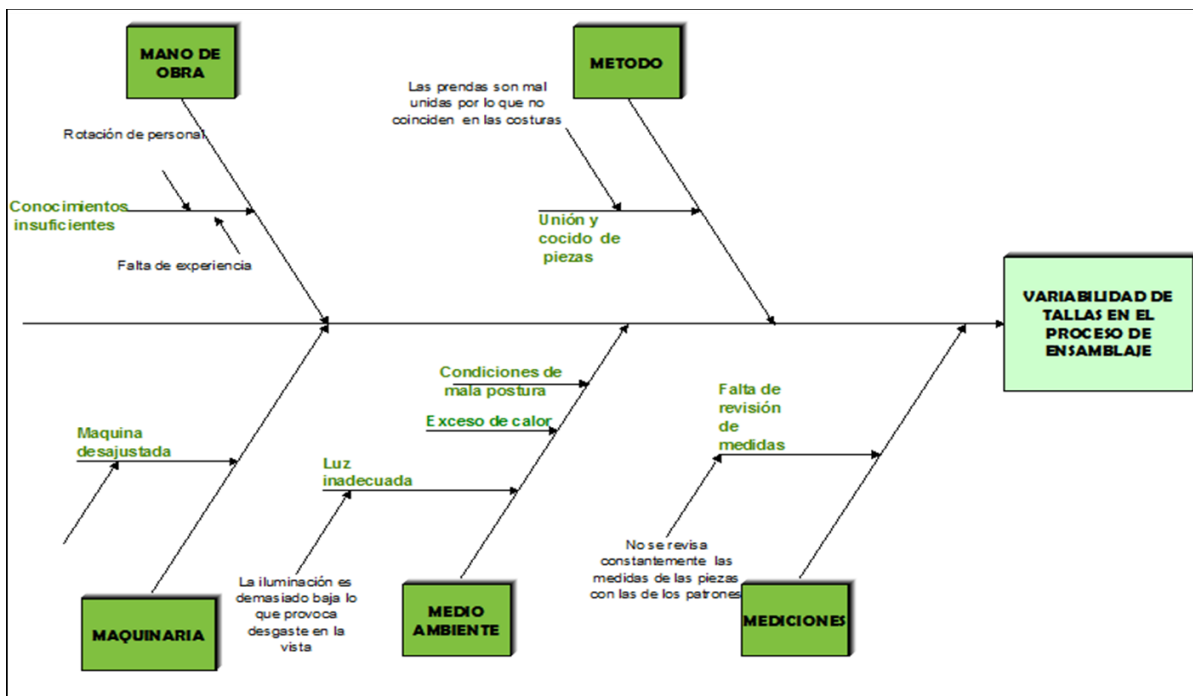 MANO DE
OBRA
METODO
Las prendas son mal
unidas por lo que no
coinciden en las costuras
Rotación de personal
Conocimientos
insuficientes
Falta de experiencia
Unión y
cocido de
piezas
VARIABILIDAD DE
TALLAS EN EL
PROCESO DE
ENSAMBLAJE
Condiciones de
mala postura
Exceso de calor
Luz
inadecuada
Falta de
revisión
de
medidas
Maquina
desajustada
La iluminación es
demasiado baja lo
que provoca
desgaste en la
vista
No se revisa
constantemente las
medidas de las piezas
con las de los patrones
MAQUINARIA
MEDIO
AMBIENTE
MEDICIONES